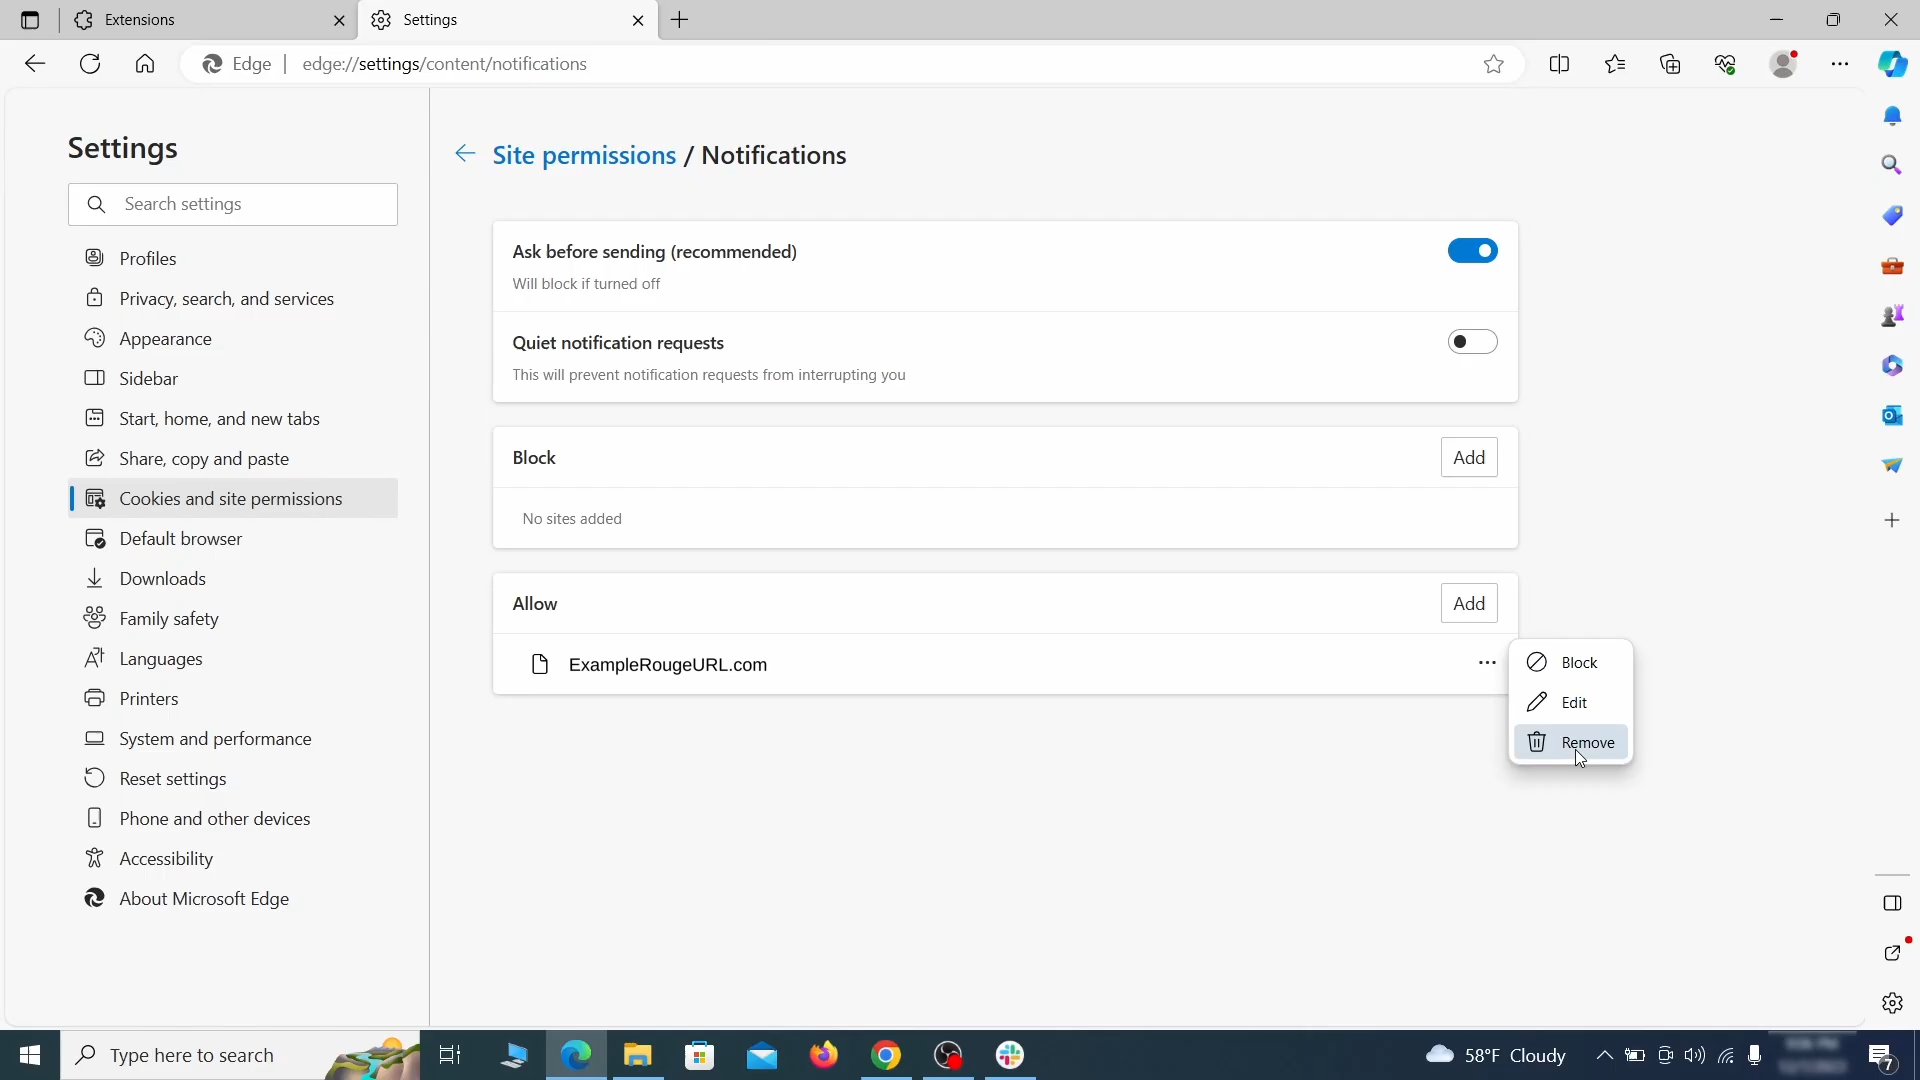 Extensions
Settings
Edge
edge://settings/content/notifications
Settings
Search settings
Profiles
Privacy, search, and services
Appearance
Sidebar
Start, home, and new tabs
Share, copy and paste
Cookies and site permissions
Default browser
Downloads
Family safety
Languages
Printers
System and performance
Reset settings
Phone and other devices
Accessibility
About Microsoft Edge
Site permissions / Notifications
Ask before sending (recommended)
Will block if turned off
Quiet notification requests
This will prevent notification requests from interrupting you
Block
Add
No sites added
Allow
Add
ExampleRougeURL.com
Block
Edit
Remove
Type here to search
58°F Cloudy
7